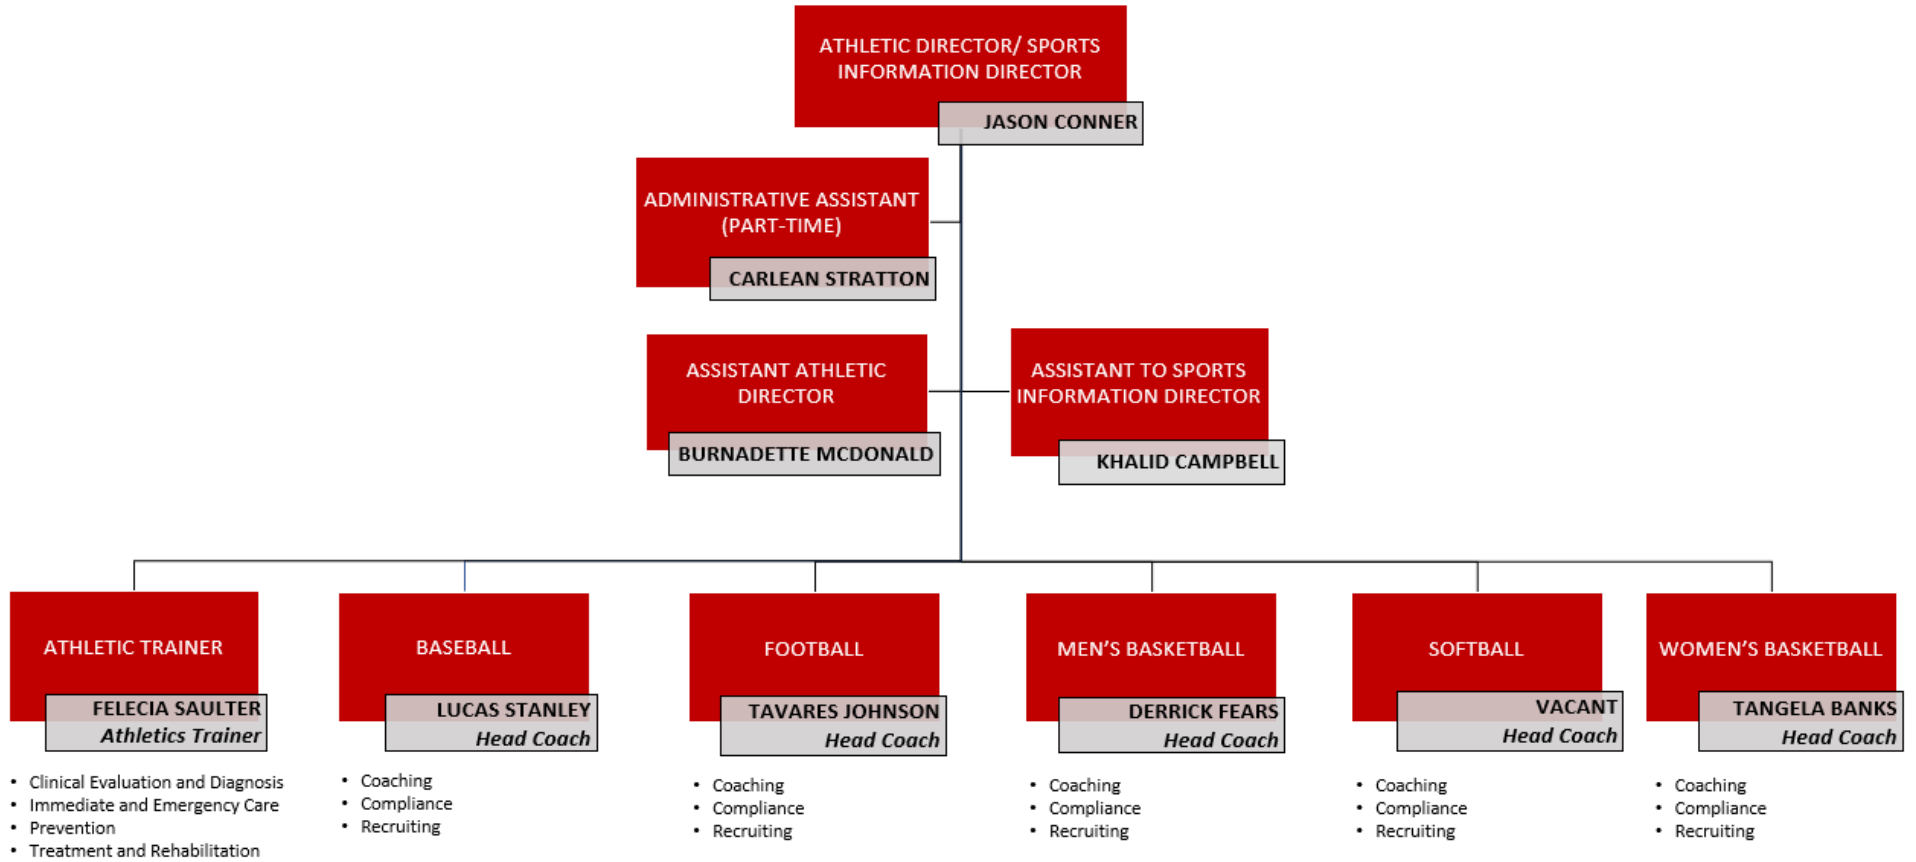 ATHLETIC DIRECTOR/ SPORTS
INFORMATION DIRECTOR
JASON CONNER
ADMINISTRATIVE ASSISTANT
(PART-TIME)
CARLEAN STRATTON
ASSISTANT ATHLETIC
DIRECTOR
BURNADETTE MCDONALD
ASSISTANT TO SPORTS
INFORMATION DIRECTOR
KHALID CAMPBELL
ATHLETIC TRAINER
FELECIA SAULTER
Athletics Trainer
• Clinical Evaluation and Diagnosis
• Immediate and Emergency Care
• Prevention
• Treatment and Rehabilitation
BASEBALL
LUCAS STANLEY
Head Coach
• Coaching
• Compliance
• Recruiting
FOOTBALL
TAVARES JOHNSON
Head Coach
• Coaching
• Compliance
• Recruiting
MEN’S BASKETBALL
DERRICK FEARS
Head Coach
• Coaching
• Compliance
• Recruiting
SOFTBALL
VACANT
Head Coach
• Coaching
• Compliance
• Recruiting
WOMEN’S BASKETBALL
TANGELA BANKS
Head Coach
• Coaching
• Compliance
• Recruiting